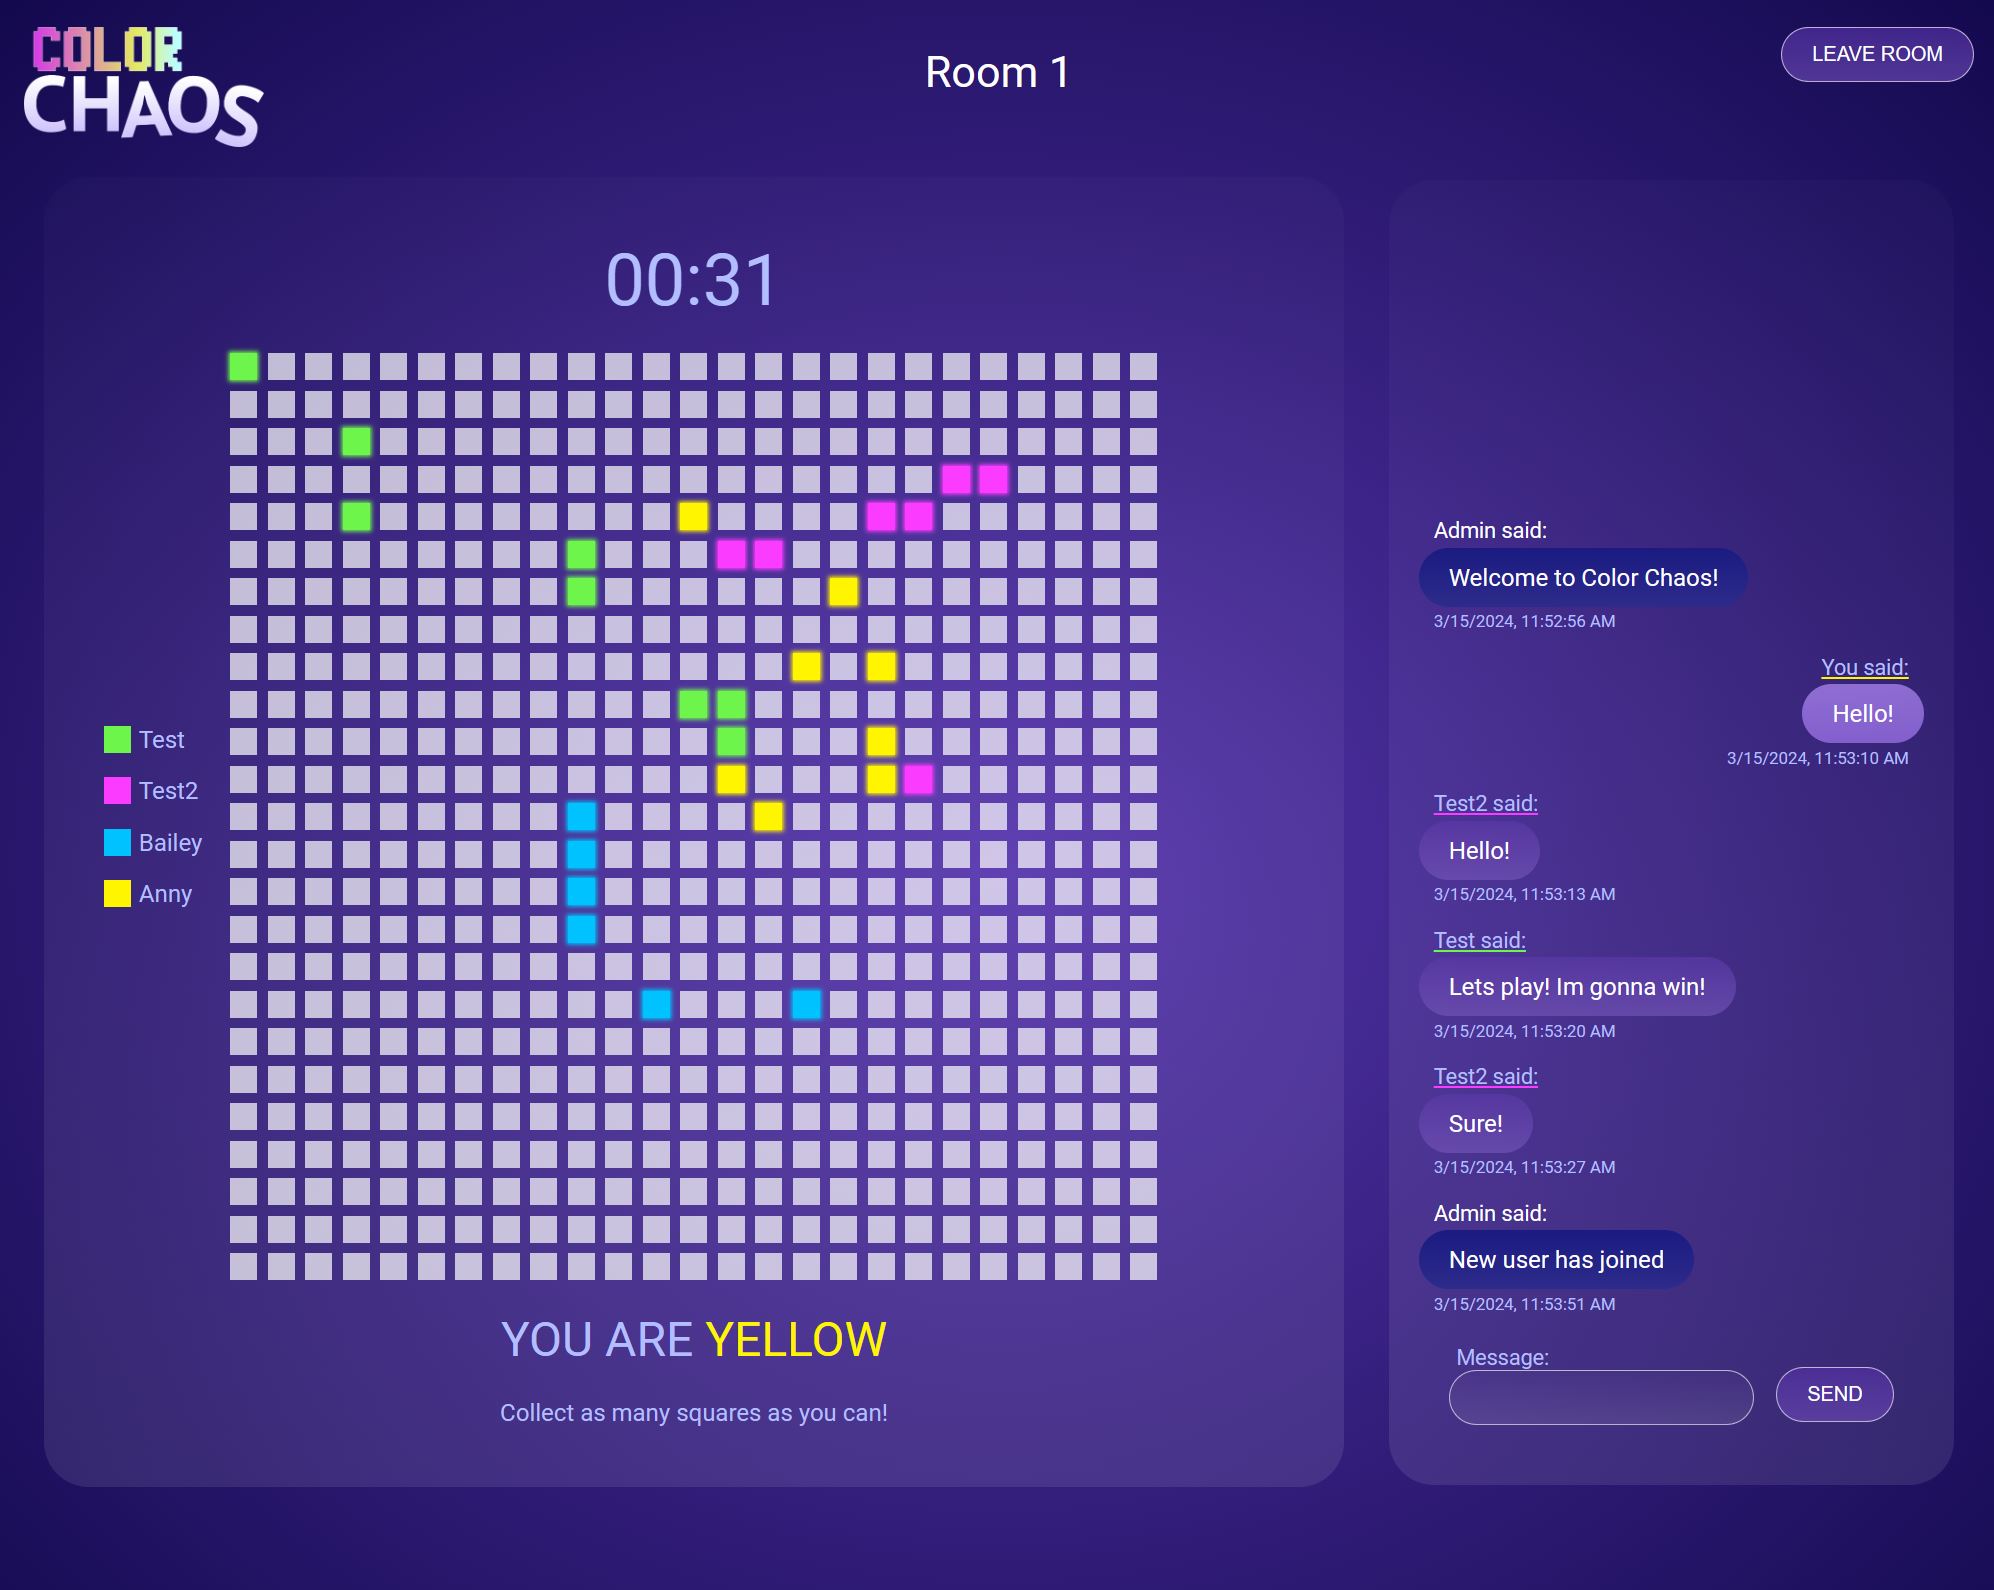 COLOR
CHAOS
Room 1
LEAVE ROOM
00:31
Test
Test2
Bailey
Anny
YOU ARE YELLOW
Collect as many squares as you can!
Admin said:
Welcome to Color Chaos!
3/15/2024, 11:52:56 AM
You said:
Hello!
3/15/2024, 11:53:10 AM
Test2 said:
Hello!
3/15/2024, 11:53:13 AM
Test said:
Lets play! Im gonna win!
3/15/2024, 11:53:20 AM
Test2 said:
Sure!
3/15/2024, 11:53:27 AM
Admin said:
New user has joined
3/15/2024, 11:53:51 AM
Message:
SEND